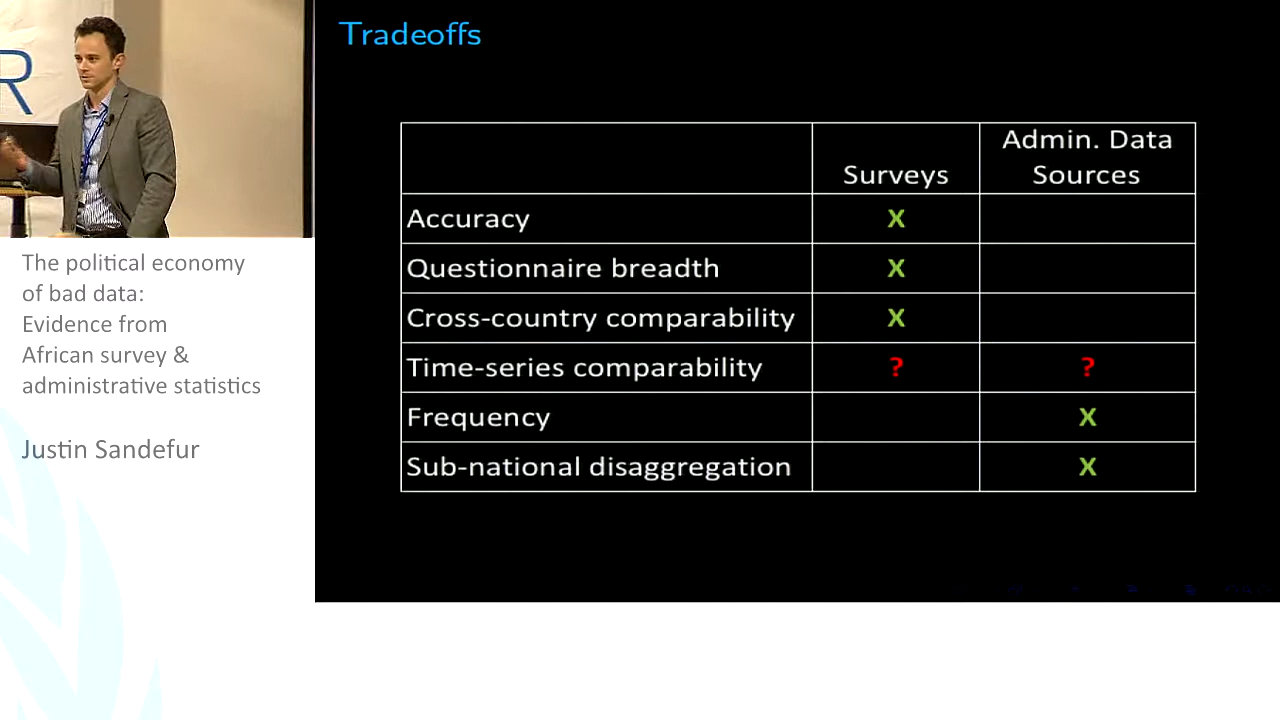 R
The political economy
of bad data:
Evidence from
African survey &
administrative statistics
Justin Sandefur
Tradeoffs
Surveys
Admin. Data
Sources
Accuracy X
Questionnaire breadth X
Cross-country comparability X
Time-series comparability ? ?
Frequency X
Sub-national disaggregation X